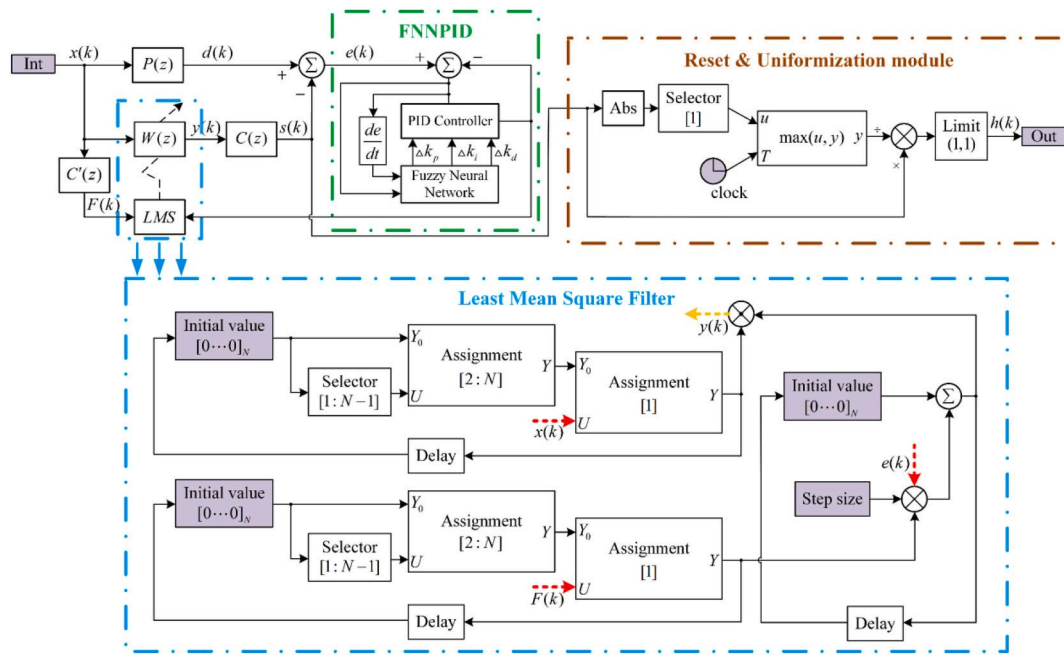 FNNPID
Reset & Uniformization module
Int
x(k)
P(z)
d(k)
+
Σ
−
e(k)
+
Σ
−
de
dt
PID Controller
Δk_p
Δk_i
Δk_d
Fuzzy Neural
Network
W(z)
y(k)
C(z)
s(k)
C'(z)
F(k)
LMS
Abs
Selector
[1]
u
max(u, y)
y
T
clock
÷
×
Limit
(1,1)
h(k)
Out
Least Mean Square Filter
Initial value
[0⋯0]_N
Selector
[1:N−1]
Y_0
Assignment
[2:N]
Y
U
Y_0
Assignment
[1]
Y
U
x(k)
y(k)
Delay
Initial value
[0⋯0]_N
Selector
[1:N−1]
Y_0
Assignment
[2:N]
Y
U
Y_0
Assignment
[1]
Y
U
F(k)
Delay
Initial value
[0⋯0]_N
Σ
e(k)
Step size
Delay